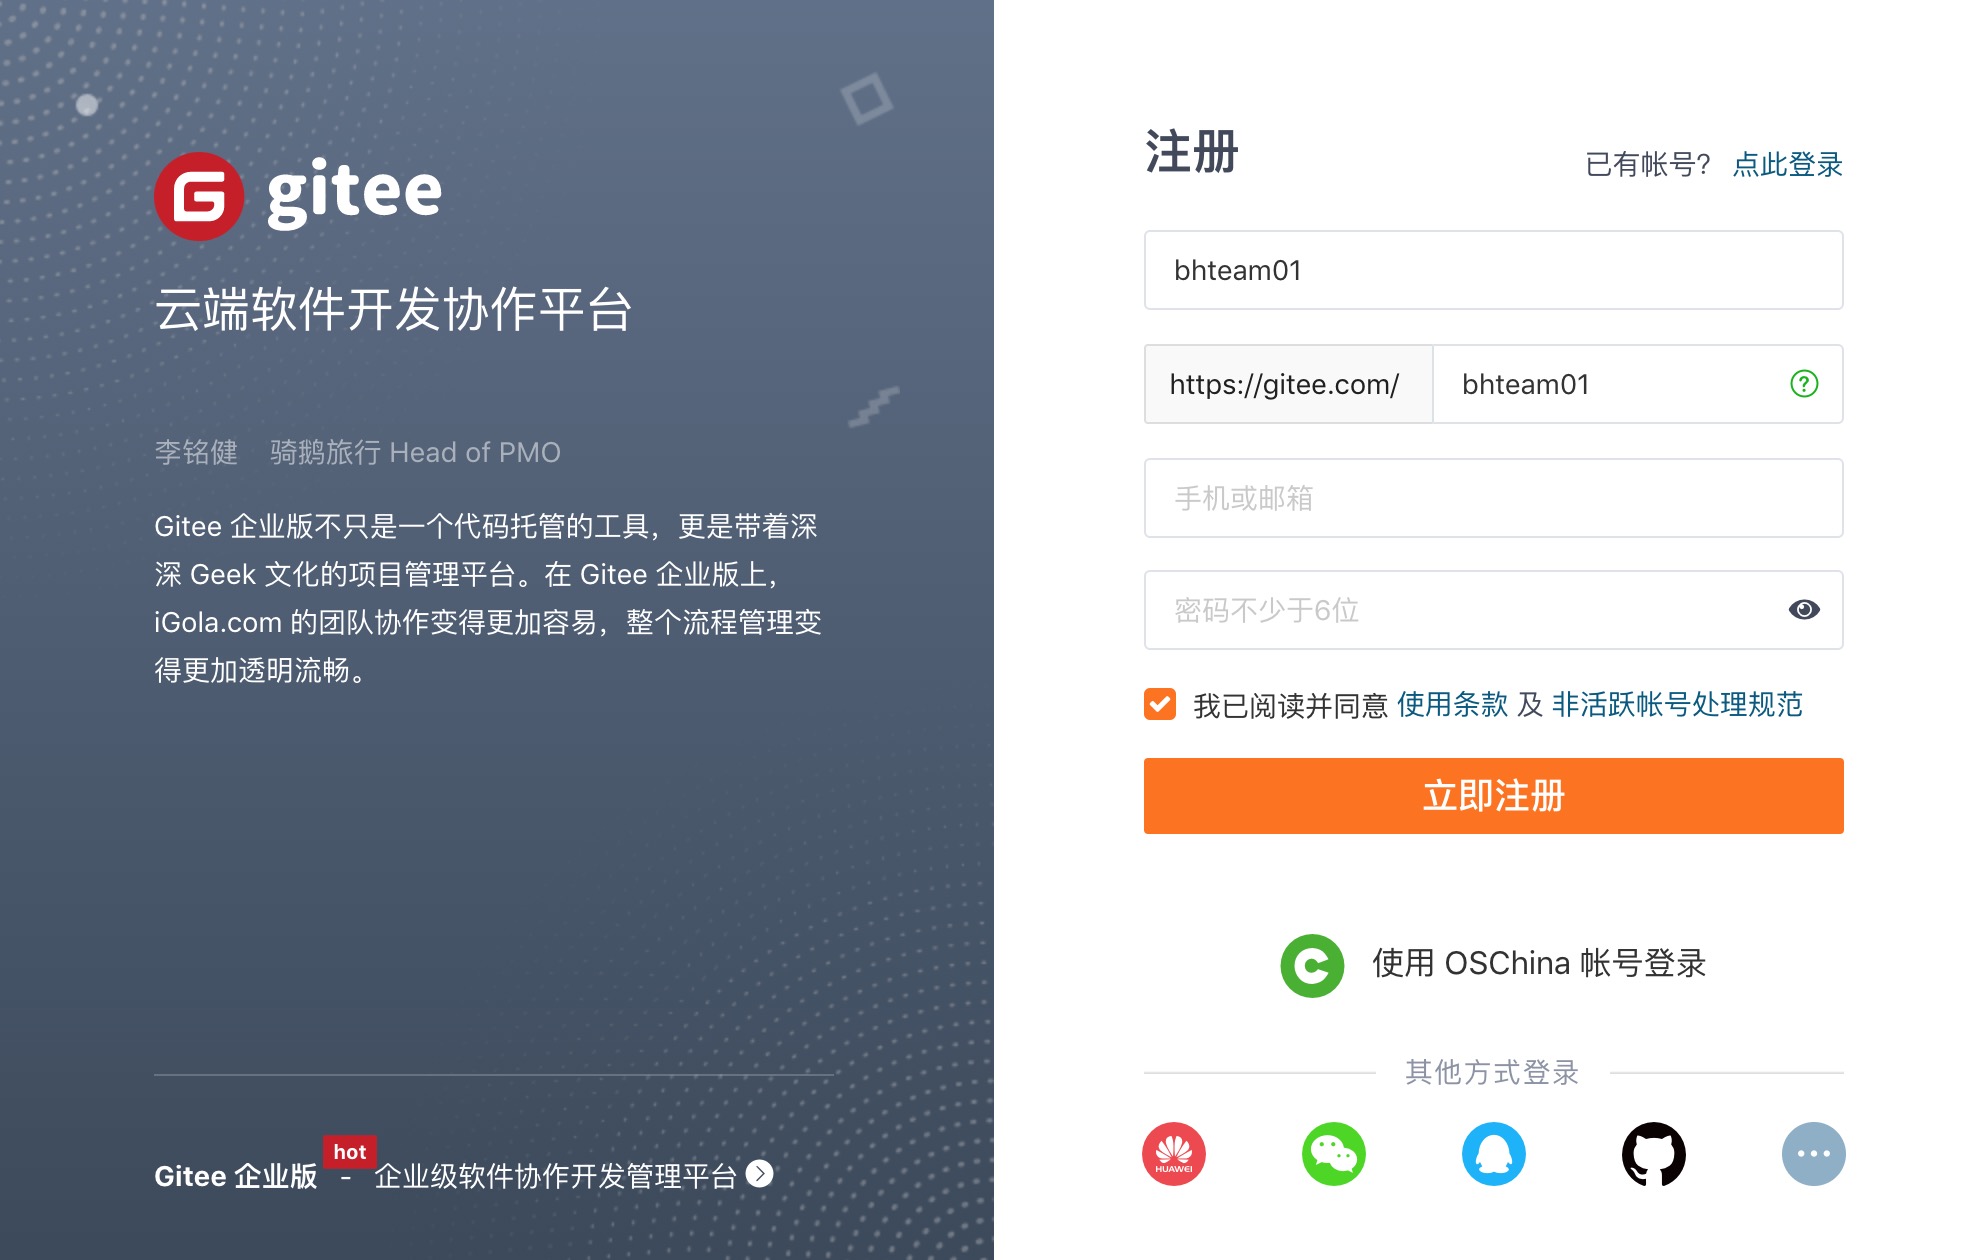 gitee
云端软件开发协作平台
李铭健 骑鹅旅行 Head of PMO
Gitee 企业版不只是一个代码托管的工具，更是带着深
深 Geek 文化的项目管理平台。在 Gitee 企业版上，
iGola.com 的团队协作变得更加容易，整个流程管理变
得更加透明流畅。
hot
Gitee 企业版 - 企业级软件协作开发管理平台
注册
已有帐号? 点此登录
bhteam01
https://gitee.com/ bhteam01
手机或邮箱
密码不少于6位
我已阅读并同意 使用条款 及 非活跃帐号处理规范
立即注册
使用 OSChina 帐号登录
其他方式登录
HUAWEI